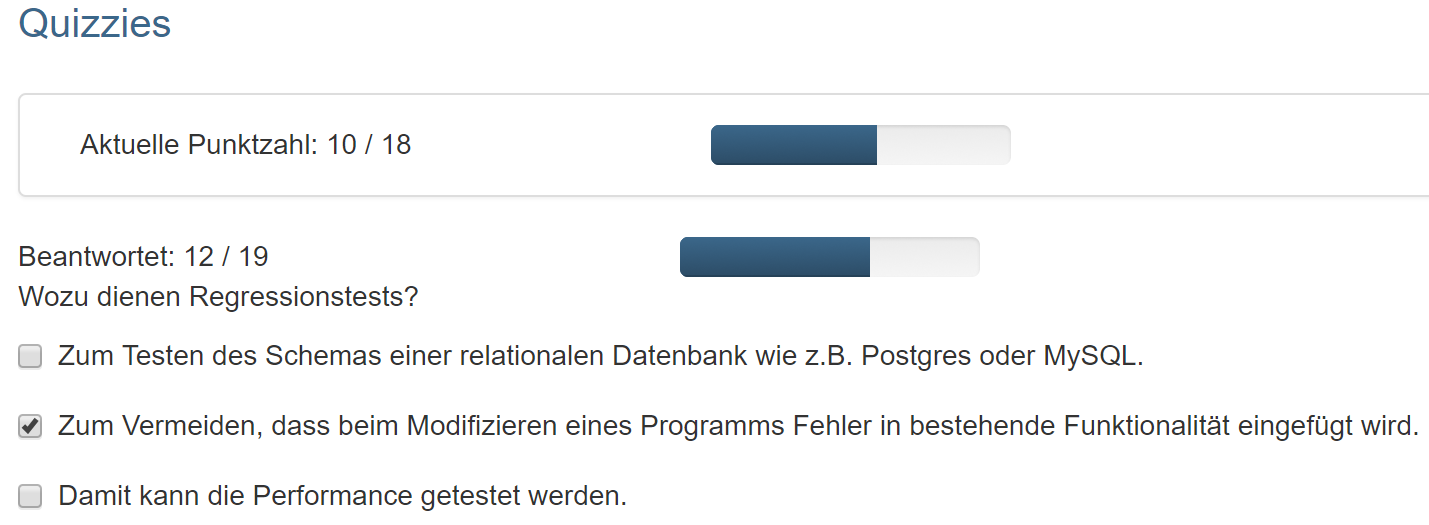 Quizzies
Aktuelle Punktzahl: 10 / 18
Beantwortet: 12 / 19
Wozu dienen Regressionstests?
Zum Testen des Schemas einer relationalen Datenbank wie z.B. Postgres oder MySQL.
Zum Vermeiden, dass beim Modifizieren eines Programms Fehler in bestehende Funktionalität eingefügt wird.
Damit kann die Performance getestet werden.